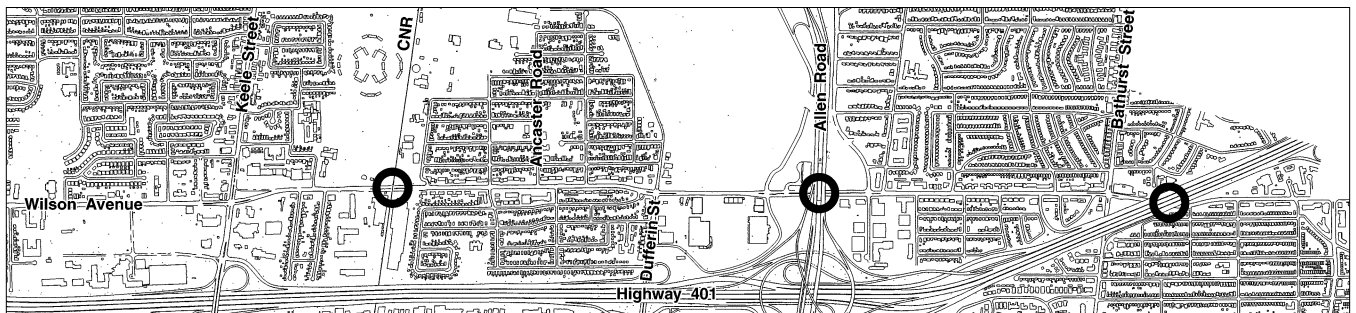 Keele Street
CNR
Ancaster Road
Allen Road
Bathurst Street
Wilson Avenue
Dufferin St
Highway 401